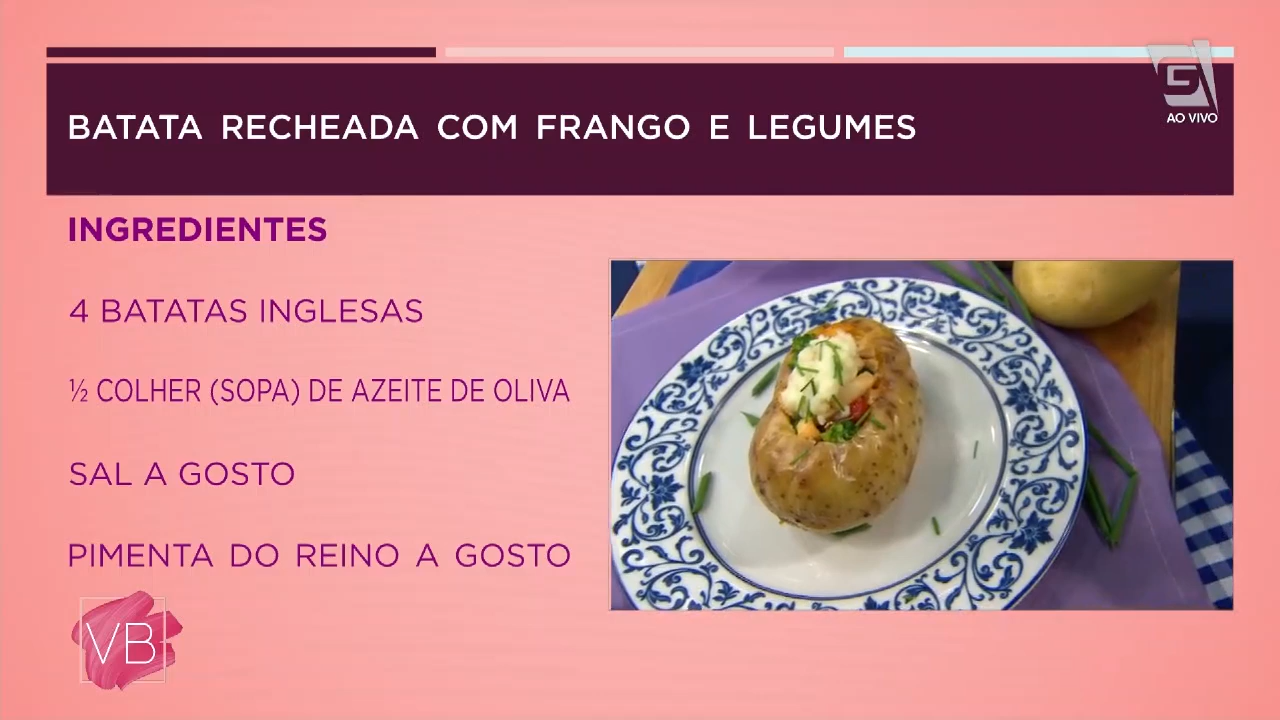 BATATA RECHEADA COM FRANGO E LEGUMES
AO VIVO
INGREDIENTES
4 BATATAS INGLESAS
½ COLHER (SOPA) DE AZEITE DE OLIVA
SAL A GOSTO
PIMENTA DO REINO A GOSTO
VB